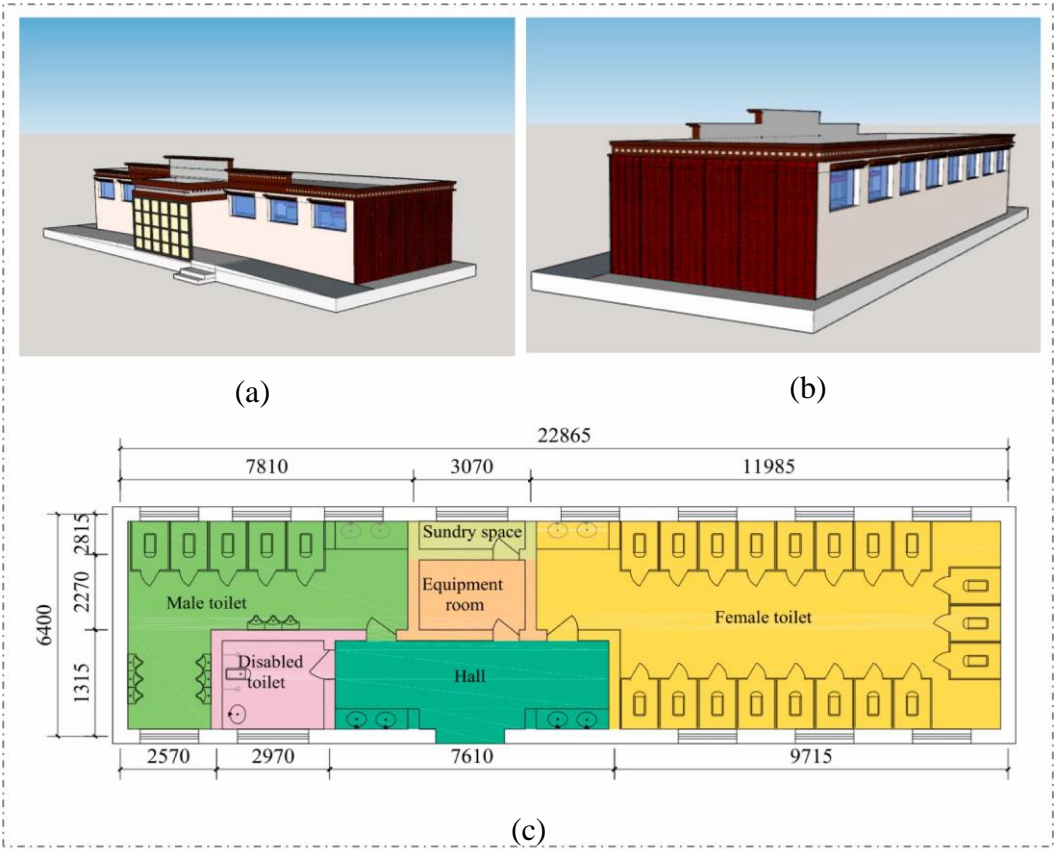 (a)
(b)
22865
7810
3070
11985
6400
2815
2270
1315
Sundry space
Equipment
room
Male toilet
Female toilet
Disabled
toilet
Hall
2570
2970
7610
9715
(c)